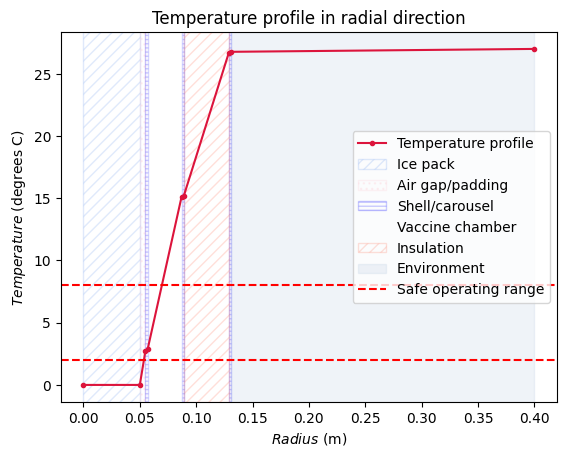 Temperature profile in radial direction
Temperature (degrees C)
25
20
15
10
5
0
Temperature profile
Ice pack
Air gap/padding
Shell/carousel
Vaccine chamber
Insulation
Environment
Safe operating range
0.00 0.05 0.10 0.15 0.20 0.25 0.30 0.35 0.40
Radius (m)